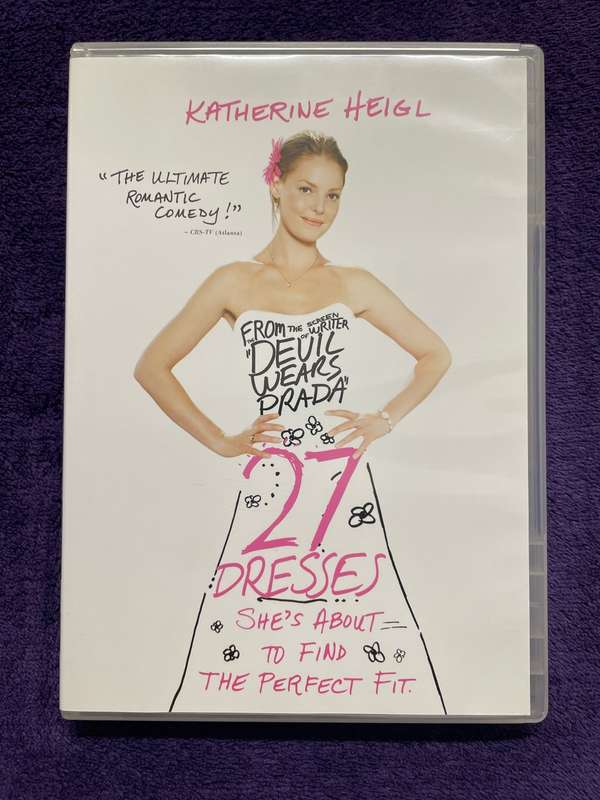 KATHERINE HEIGL
"THE ULTIMATE
ROMANTIC
COMEDY!"
– CBS-TV (Atlanta)
FROM THE SCREEN
WRITER
OF
THE
"DEVIL
WEARS
PRADA"
27
DRESSES
SHE'S ABOUT
TO FIND
THE PERFECT FIT.